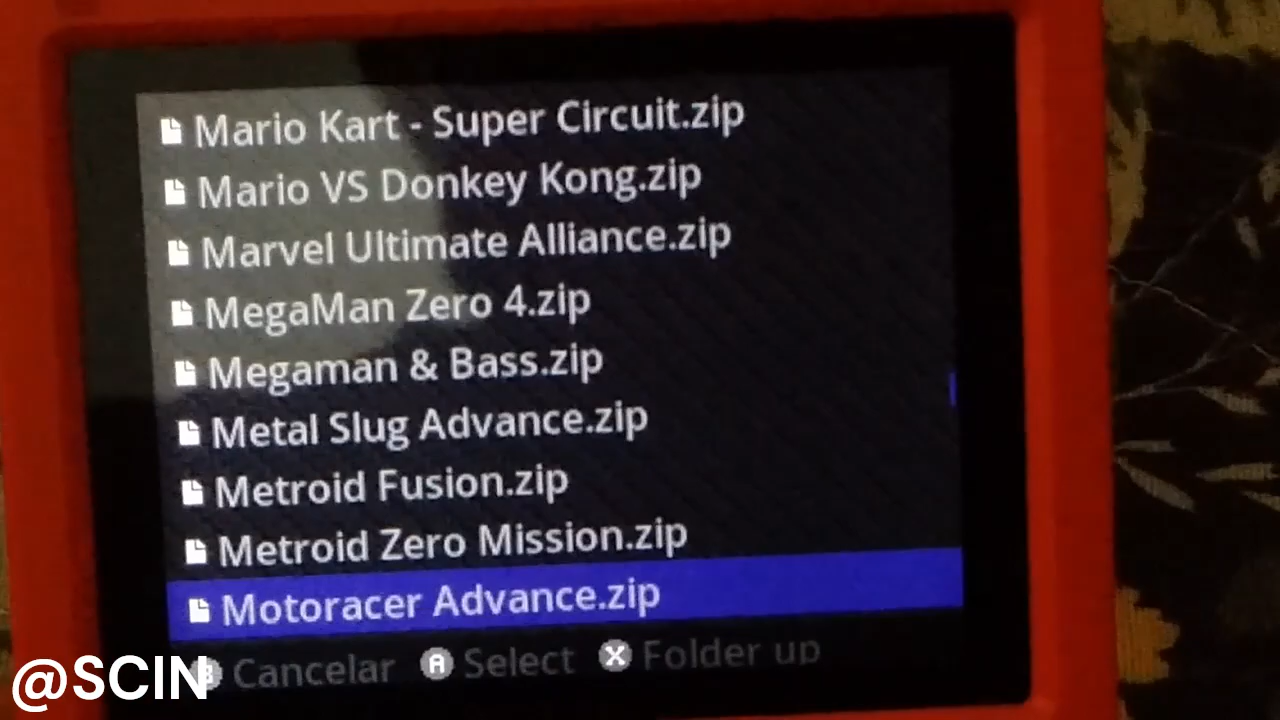 Mario Kart - Super Circuit.zip
Mario VS Donkey Kong.zip
Marvel Ultimate Alliance.zip
MegaMan Zero 4.zip
Megaman & Bass.zip
Metal Slug Advance.zip
Metroid Fusion.zip
Metroid Zero Mission.zip
Motoracer Advance.zip
B Cancelar A Select X Folder up
@SCIN